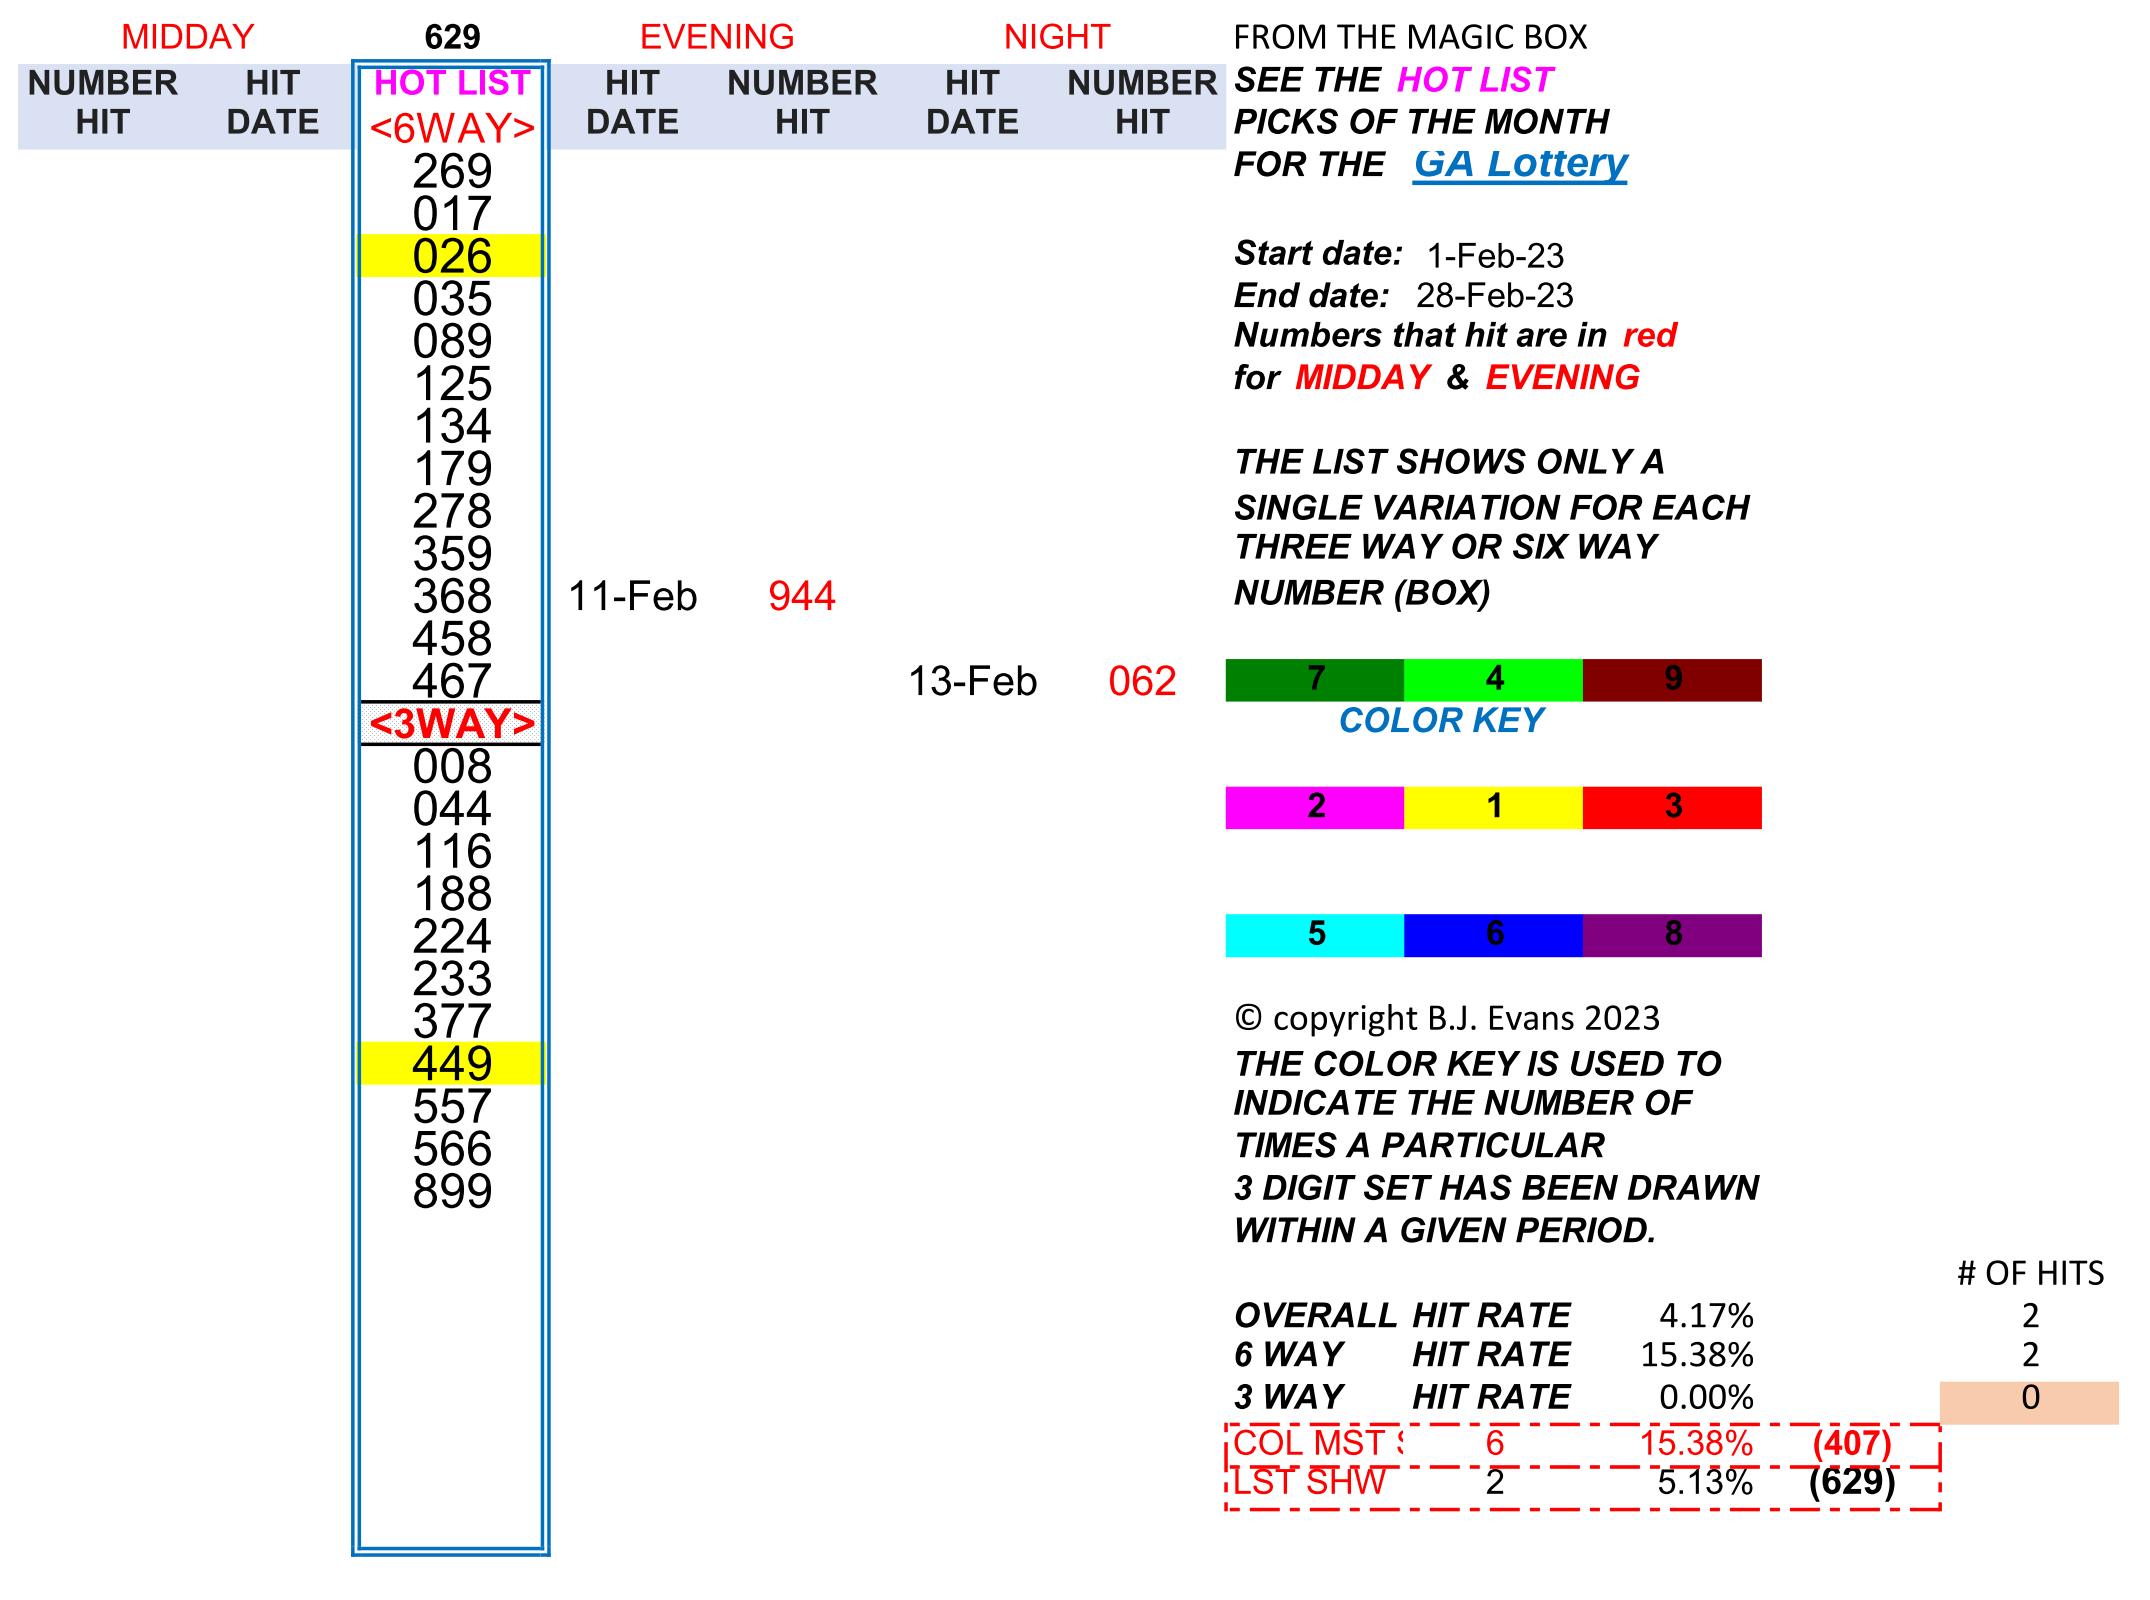 MIDDAY 629 EVENING NIGHT FROM THE MAGIC BOX
NUMBER HIT HOT LIST HIT NUMBER HIT NUMBER SEE THE HOT LIST
HIT DATE <6WAY> DATE HIT DATE HIT PICKS OF THE MONTH
269 FOR THE GA Lottery
017
026 Start date: 1-Feb-23
035 End date: 28-Feb-23
089 Numbers that hit are in red
125 for MIDDAY & EVENING
134
179 THE LIST SHOWS ONLY A
278 SINGLE VARIATION FOR EACH
359 THREE WAY OR SIX WAY
368 11-Feb 944 NUMBER (BOX)
458
467 13-Feb 062 7 4 9
<3WAY> COLOR KEY
008
044 2 1 3
116
188
224 5 6 8
233
377 © copyright B.J. Evans 2023
449 THE COLOR KEY IS USED TO
557 INDICATE THE NUMBER OF
566 TIMES A PARTICULAR
899 3 DIGIT SET HAS BEEN DRAWN
WITHIN A GIVEN PERIOD.
# OF HITS
OVERALL HIT RATE 4.17% 2
6 WAY HIT RATE 15.38% 2
3 WAY HIT RATE 0.00% 0
COL MST 6 15.38% (407)
LST SHW 2 5.13% (629)